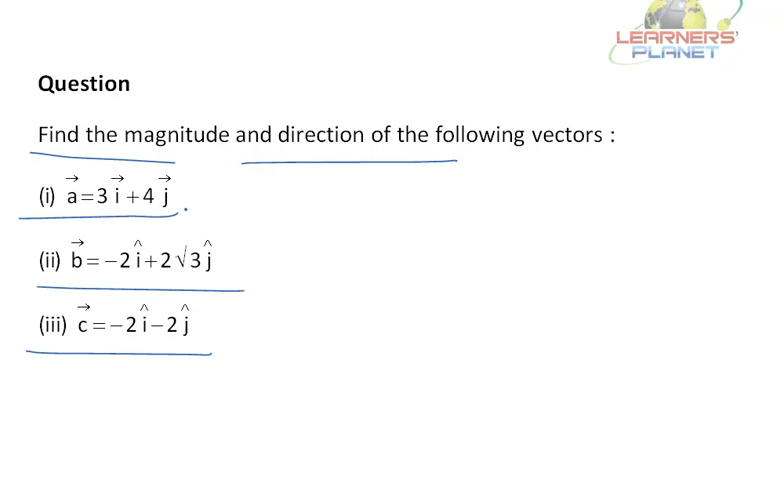 LEARNERS'
PLANET
Question
Find the magnitude and direction of the following vectors :
(i) a⃗ = 3 i⃗ + 4 j⃗
(ii) b⃗ = −2 î + 2 √3 ĵ
(iii) c⃗ = −2 î − 2 ĵ